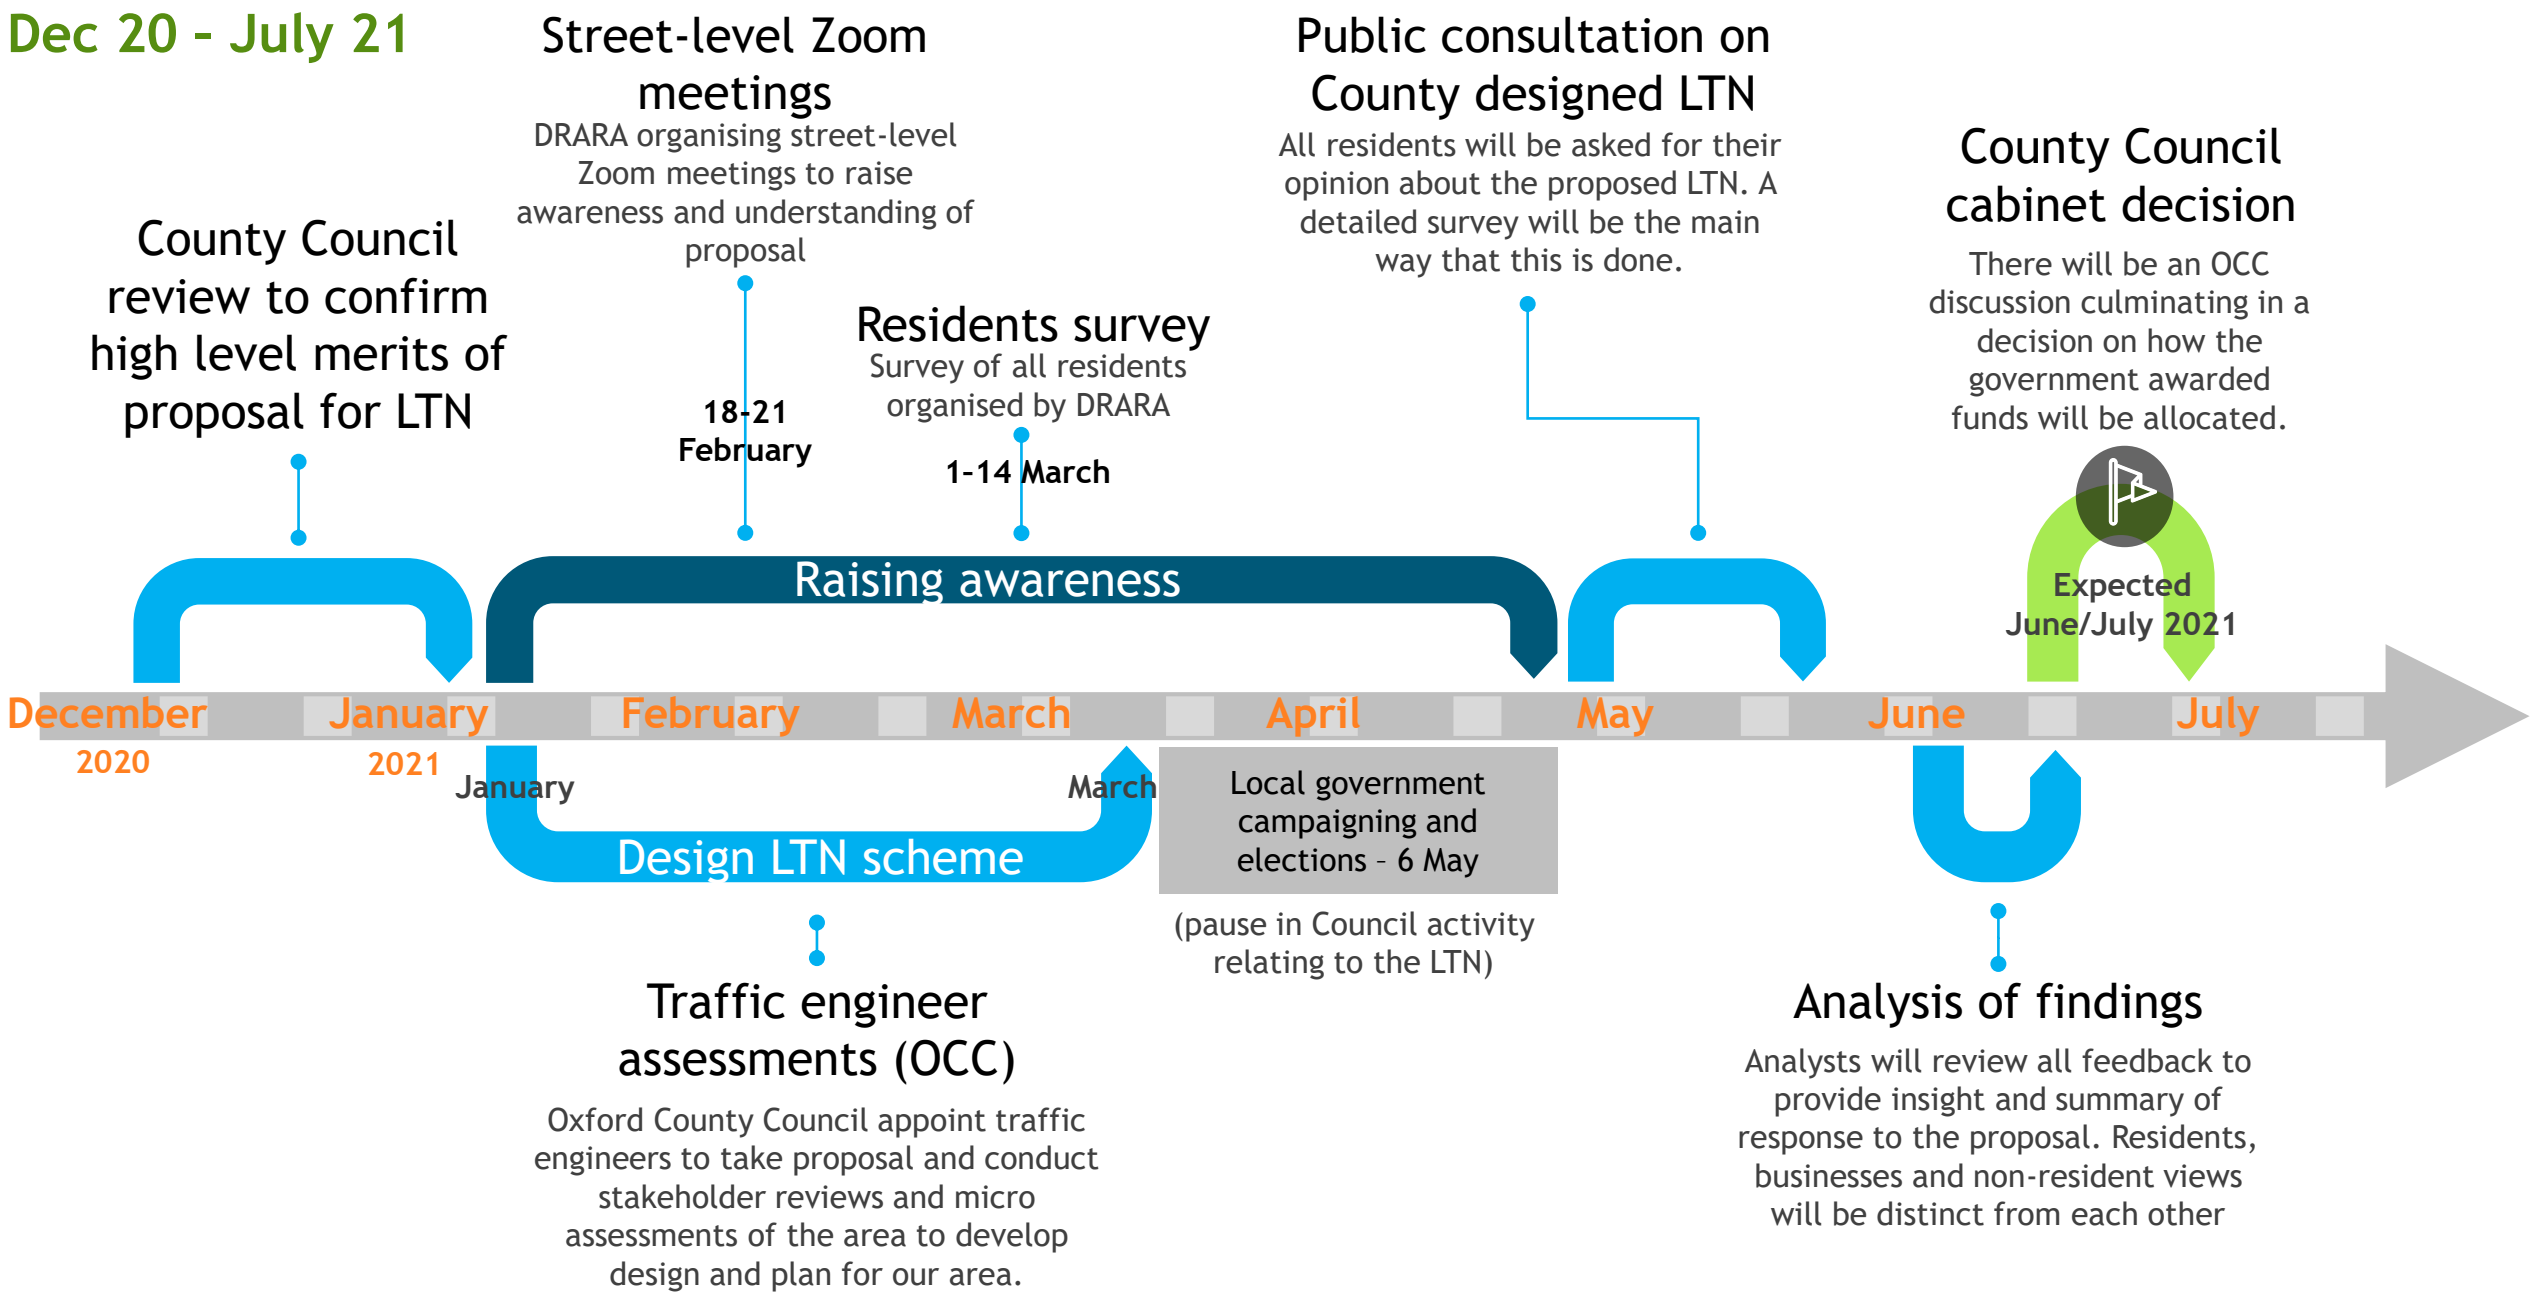 Dec 20 - July 21
County Council
review to confirm
high level merits of
proposal for LTN
Street-level Zoom
meetings
DRARA organising street-level
Zoom meetings to raise
awareness and understanding of
proposal
18-21
February
Residents survey
Survey of all residents
organised by DRARA
1–14 March
Public consultation on
County designed LTN
All residents will be asked for their
opinion about the proposed LTN. A
detailed survey will be the main
way that this is done.
County Council
cabinet decision
There will be an OCC
discussion culminating in a
decision on how the
government awarded
funds will be allocated.
Expected
June/July 2021
Raising awareness
December
2020
January
2021
February
March
April
May
June
July
January
March
Design LTN scheme
Local government
campaigning and
elections – 6 May
(pause in Council activity
relating to the LTN)
Traffic engineer
assessments (OCC)
Oxford County Council appoint traffic
engineers to take proposal and conduct
stakeholder reviews and micro
assessments of the area to develop
design and plan for our area.
Analysis of findings
Analysts will review all feedback to
provide insight and summary of
response to the proposal. Residents,
businesses and non-resident views
will be distinct from each other